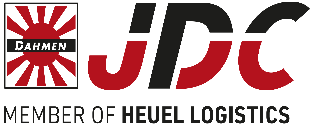 DAHMEN
JDC
MEMBER OF HEUEL LOGISTICS